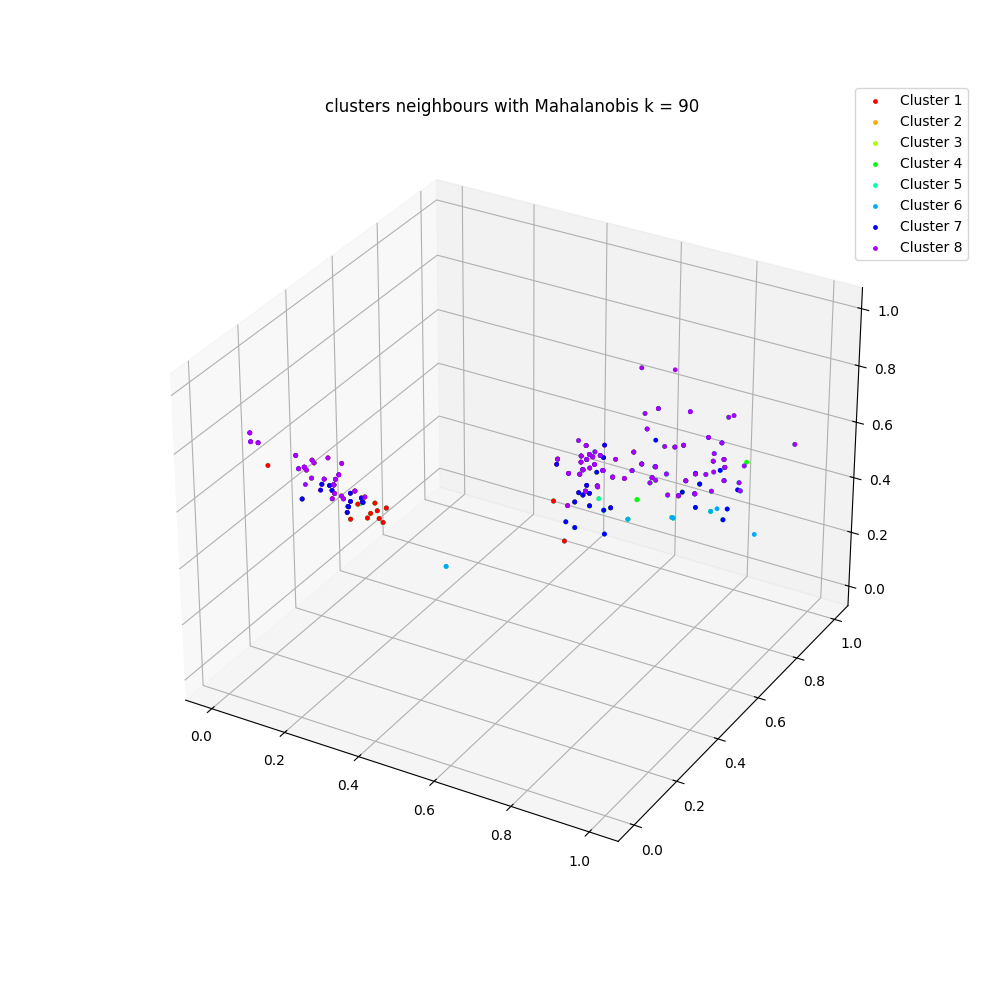 clusters neighbours with Mahalanobis k = 90
Cluster 1
Cluster 2
Cluster 3
Cluster 4
Cluster 5
Cluster 6
Cluster 7
Cluster 8
1.0
0.8
0.6
0.4
0.2
0.0
1.0
0.8
0.6
0.4
0.2
0.0
0.0
0.2
0.4
0.6
0.8
1.0